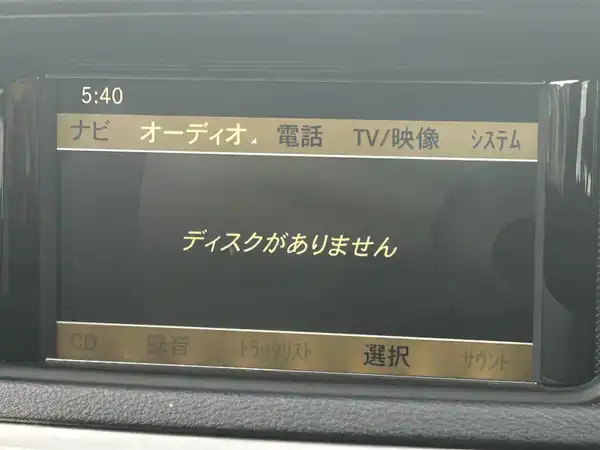 5:40
ナビ オーディオ 電話 TV/映像 システム
ディスクがありません
CD 録音 トラックリスト 選択 サウンド